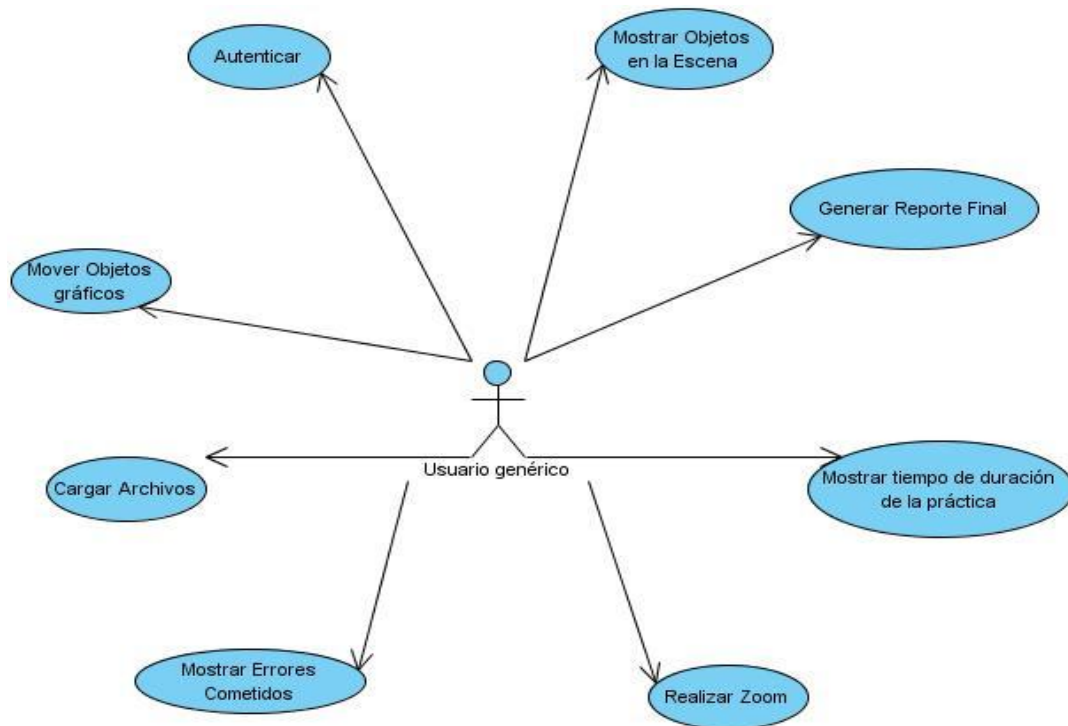 Autenticar
Mostrar Objetos
en la Escena
Generar Reporte Final
Mover Objetos
gráficos
Usuario genérico
Cargar Archivos
Mostrar tiempo de duración
de la práctica
Mostrar Errores
Cometidos
Realizar Zoom